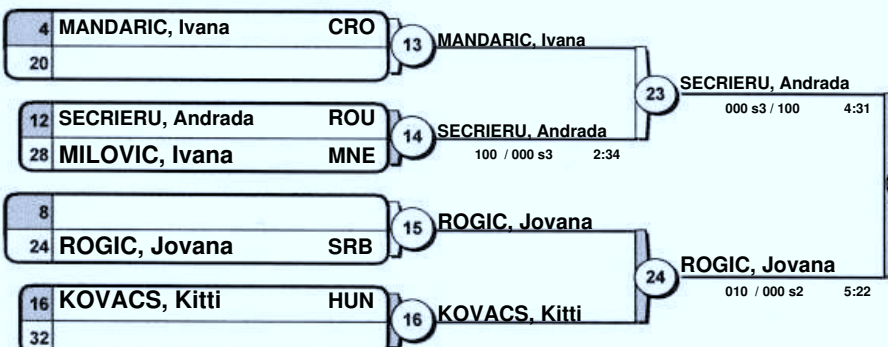 4 MANDARIC, Ivana CRO
20
13 MANDARIC, Ivana
12 SECRIERU, Andrada ROU
28 MILOVIC, Ivana MNE
14 SECRIERU, Andrada
100 / 000 s3 2:34
23 SECRIERU, Andrada
000 s3 / 100 4:31
8
24 ROGIC, Jovana SRB
15 ROGIC, Jovana
16 KOVACS, Kitti HUN
32
16 KOVACS, Kitti
24 ROGIC, Jovana
010 / 000 s2 5:22